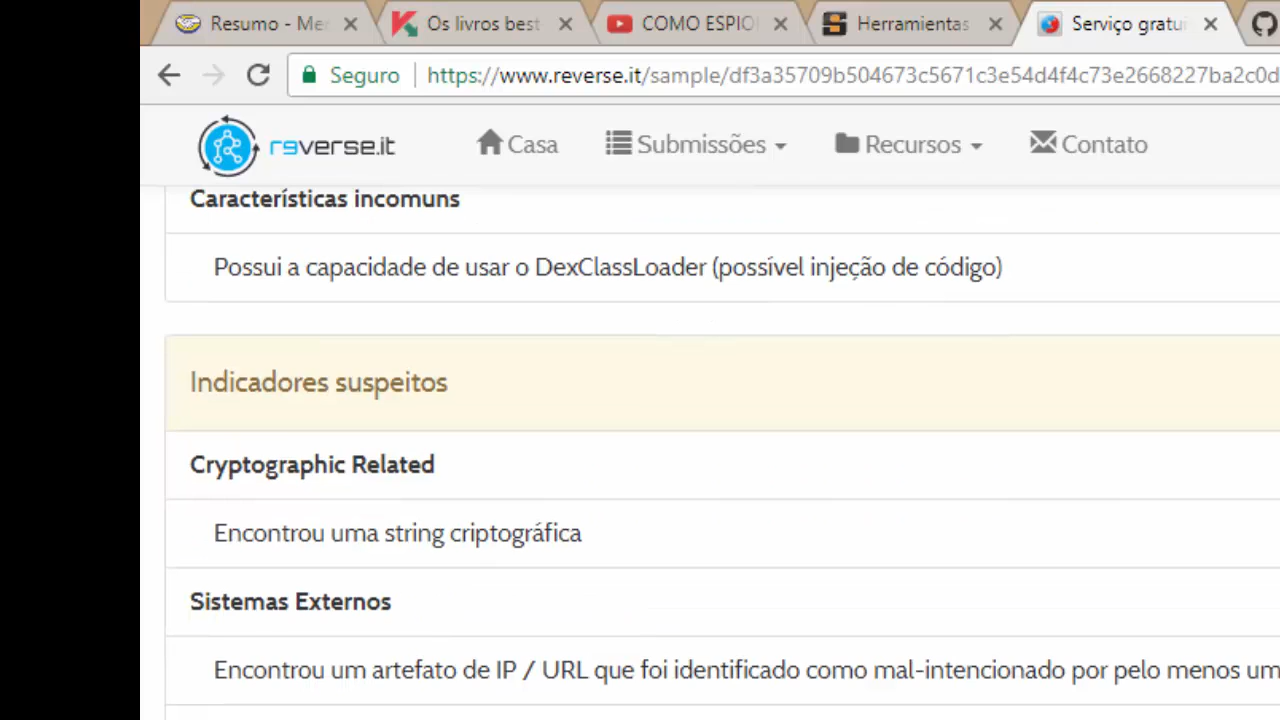 Resumo - Me
Os livros best
COMO ESPIO
Herramientas
Serviço gratui
Seguro
https://www.reverse.it/sample/df3a35709b504673c5671c3e54d4f4c73e2668227ba2c0d
reverse.it
Casa
Submissões
Recursos
Contato
Características incomuns
Possui a capacidade de usar o DexClassLoader (possível injeção de código)
Indicadores suspeitos
Cryptographic Related
Encontrou uma string criptográfica
Sistemas Externos
Encontrou um artefato de IP / URL que foi identificado como mal-intencionado por pelo menos um